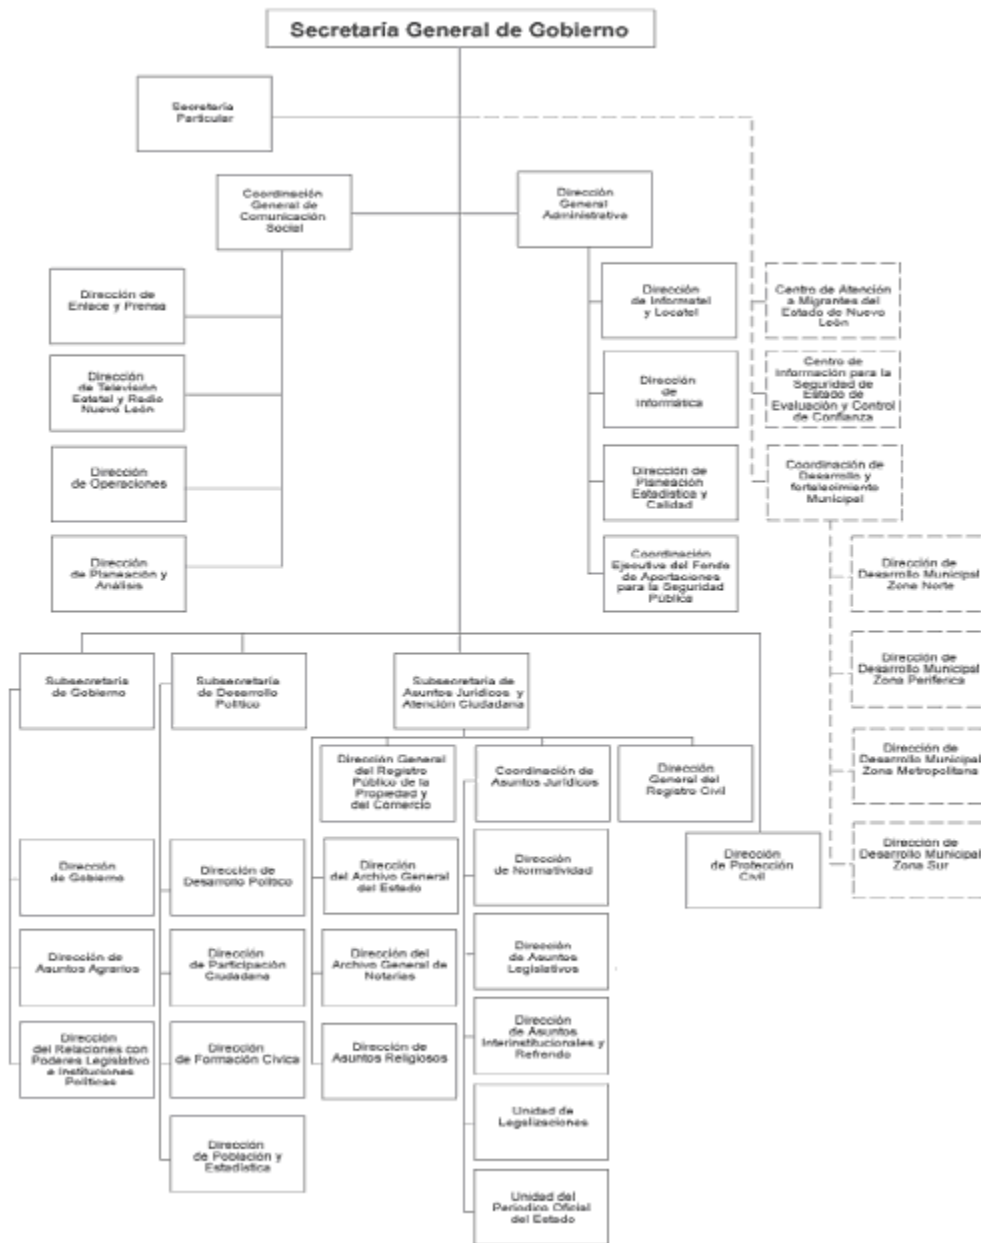 Secretaría General de Gobierno
Secretaría
Particular
Coordinación
General de
Comunicación
Social
Dirección
General
Administrativa
Dirección de
Enlace y Prensa
Dirección
de Televisión
Estatal y Radio
Nuevo León
Dirección
de Operaciones
Dirección
de Planeación y
Análisis
Dirección
de Informatel
y Locatel
Dirección
de
Informática
Dirección de
Planeación
Estadística y
Calidad
Coordinación
Ejecutiva del Fondo
de Aportaciones
para la Seguridad
Pública
Centro de Atención
a Migrantes del
Estado de Nuevo
León
Centro de
Información para la
Seguridad de
Estado de
Evaluación y Control
de Confianza
Coordinación de
Desarrollo y
fortalecimiento
Municipal
Dirección de
Desarrollo Municipal
Zona Norte
Dirección de
Desarrollo Municipal
Zona Periferica
Dirección de
Desarrollo Municipal
Zona Metropolitana
Dirección de
Desarrollo Municipal
Zona Sur
Subsecretaría
de Gobierno
Subsecretaría
de Desarrollo
Político
Subsecretaría de
Asuntos Jurídicos y
Atención Ciudadana
Dirección General
del Registro
Público de la
Propiedad y
del Comercio
Coordinación de
Asuntos Jurídicos
Dirección
General del
Registro Civil
Dirección
de Protección
Civil
Dirección
de Gobierno
Dirección de
Asuntos Agrarios
Dirección
del Relaciones con
Poderes Legislativo
e Instituciones
Políticas
Dirección de
Desarrollo Político
Dirección
de Participación
Ciudadana
Dirección
de Formación Cívica
Dirección
de Población y
Estadística
Dirección
del Archivo General
del Estado
Dirección del
Archivo General de
Notarías
Dirección de
Asuntos Religiosos
Dirección
de Normatividad
Dirección
de Asuntos
Legislativos
Dirección
de Asuntos
Interinstitucionales y
Refrendo
Unidad de
Legalizaciones
Unidad del
Periodico Oficial
del Estado